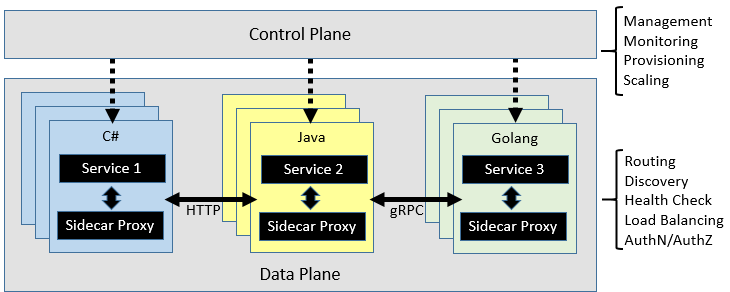 Control Plane
Management
Monitoring
Provisioning
Scaling
C#
Service 1
Sidecar Proxy
HTTP
Java
Service 2
Sidecar Proxy
gRPC
Golang
Service 3
Sidecar Proxy
Data Plane
Routing
Discovery
Health Check
Load Balancing
AuthN/AuthZ